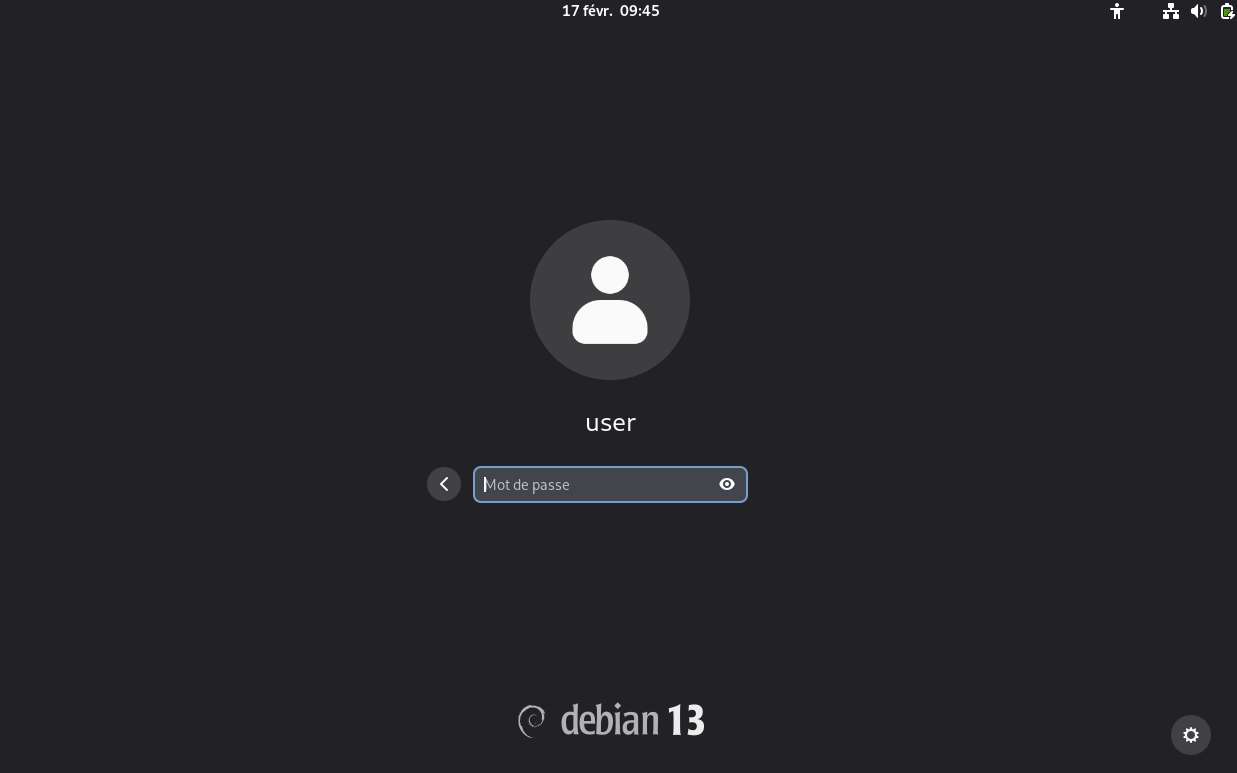 17 févr.  09:45
user
Mot de passe
debian 13